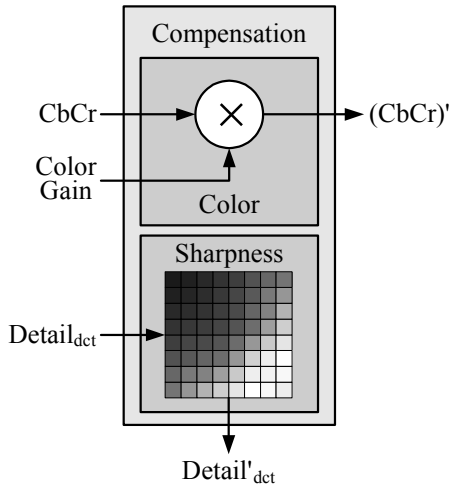 Compensation
CbCr
×
(CbCr)'
Color
Gain
Color
Sharpness
Detail_dct
Detail'_dct